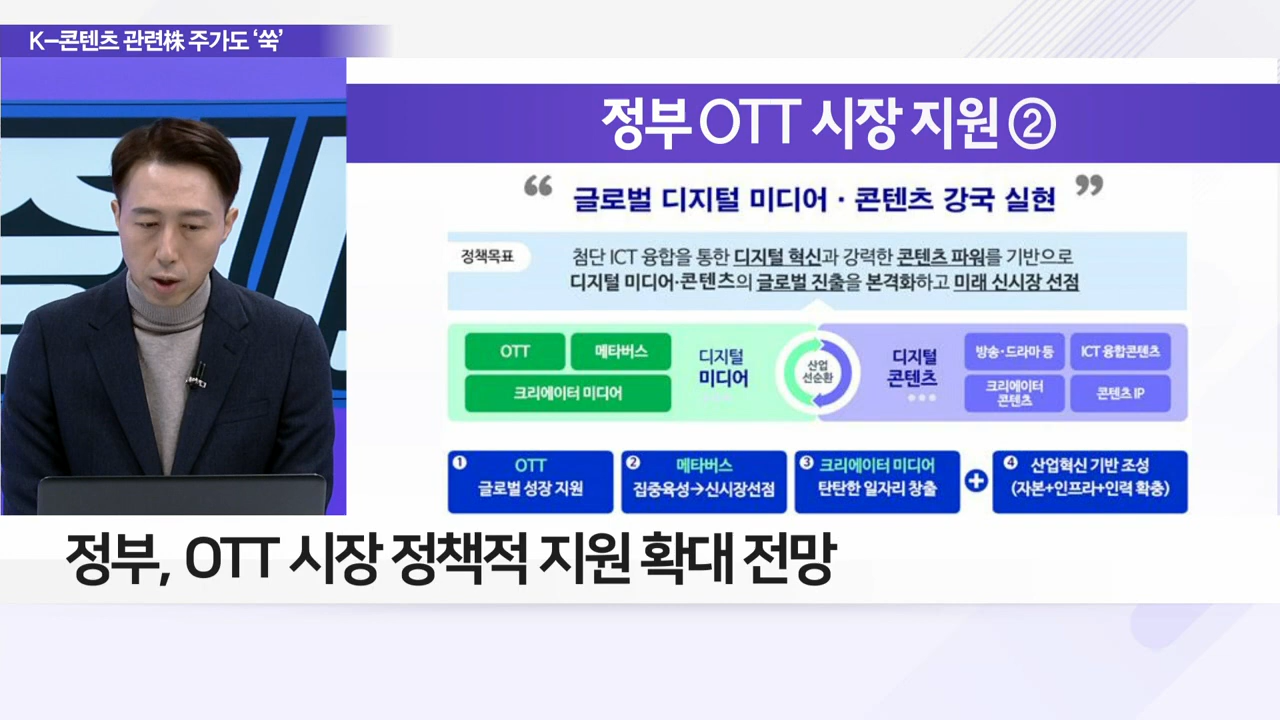 K-콘텐츠 관련株 주가도 ‘쑥’
정부 OTT 시장 지원 ②
“ 글로벌 디지털 미디어 · 콘텐츠 강국 실현 ”
정책목표
첨단 ICT 융합을 통한 디지털 혁신과 강력한 콘텐츠 파워를 기반으로
디지털 미디어·콘텐츠의 글로벌 진출을 본격화하고 미래 신시장 선점
OTT
메타버스
크리에이터 미디어
디지털
미디어
산업
선순환
디지털
콘텐츠
방송·드라마 등
ICT 융합콘텐츠
크리에이터
콘텐츠
콘텐츠 IP
1 OTT
글로벌 성장 지원
2 메타버스
집중육성→신시장선점
3 크리에이터 미디어
탄탄한 일자리 창출
+
4 산업혁신 기반 조성
(자본+인프라+인력 확충)
정부, OTT 시장 정책적 지원 확대 전망